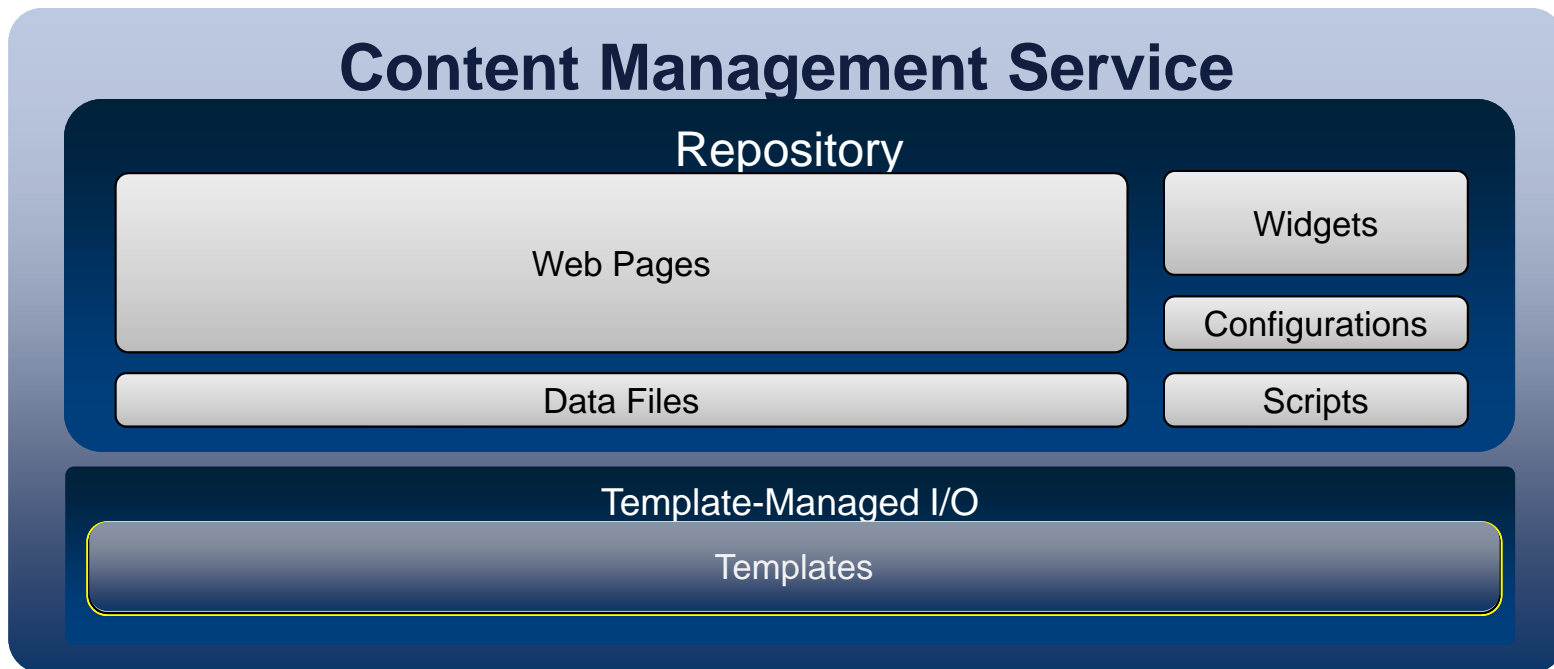 Content Management Service
Repository
Web Pages
Widgets
Configurations
Data Files
Scripts
Template-Managed I/O
Templates